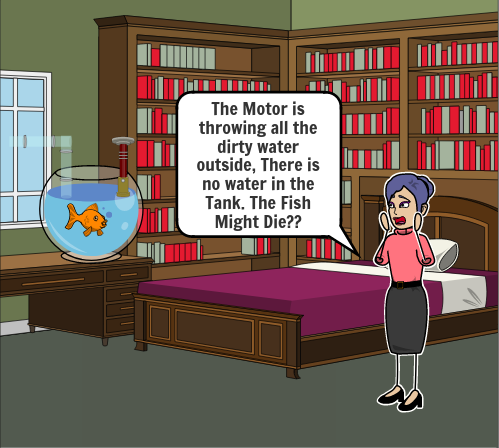 The Motor is
throwing all the
dirty water
outside, There is
no water in the
Tank. The Fish
Might Die??